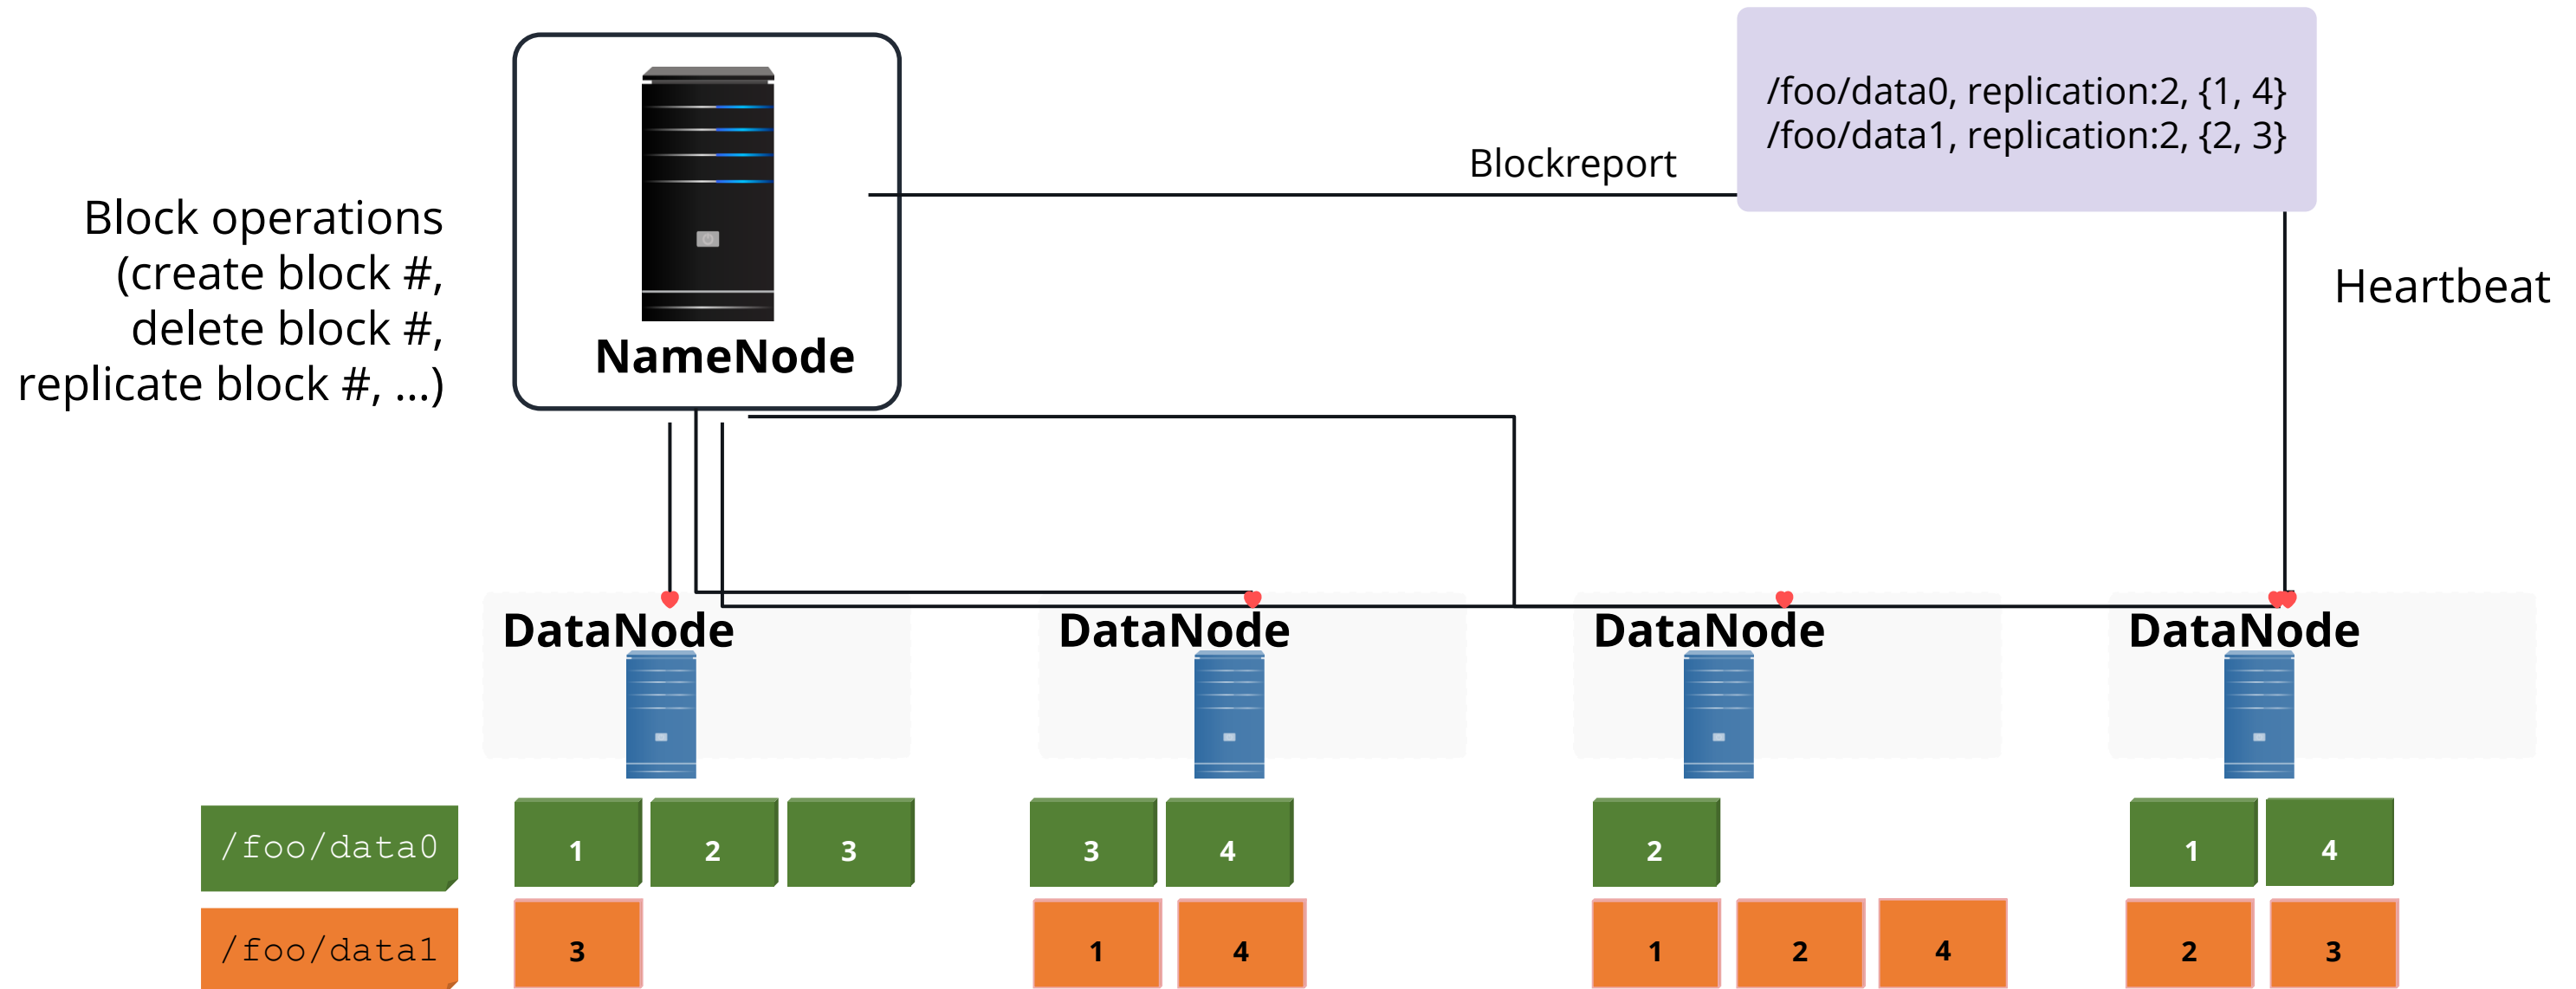 /foo/data0, replication:2, {1, 4}
/foo/data1, replication:2, {2, 3}
Blockreport
Block operations
(create block #,
delete block #,
replicate block #, ...)
Heartbeat
NameNode
DataNode
DataNode
DataNode
DataNode
/foo/data0
1
2
3
3
4
2
1
4
/foo/data1
3
1
4
1
2
4
2
3